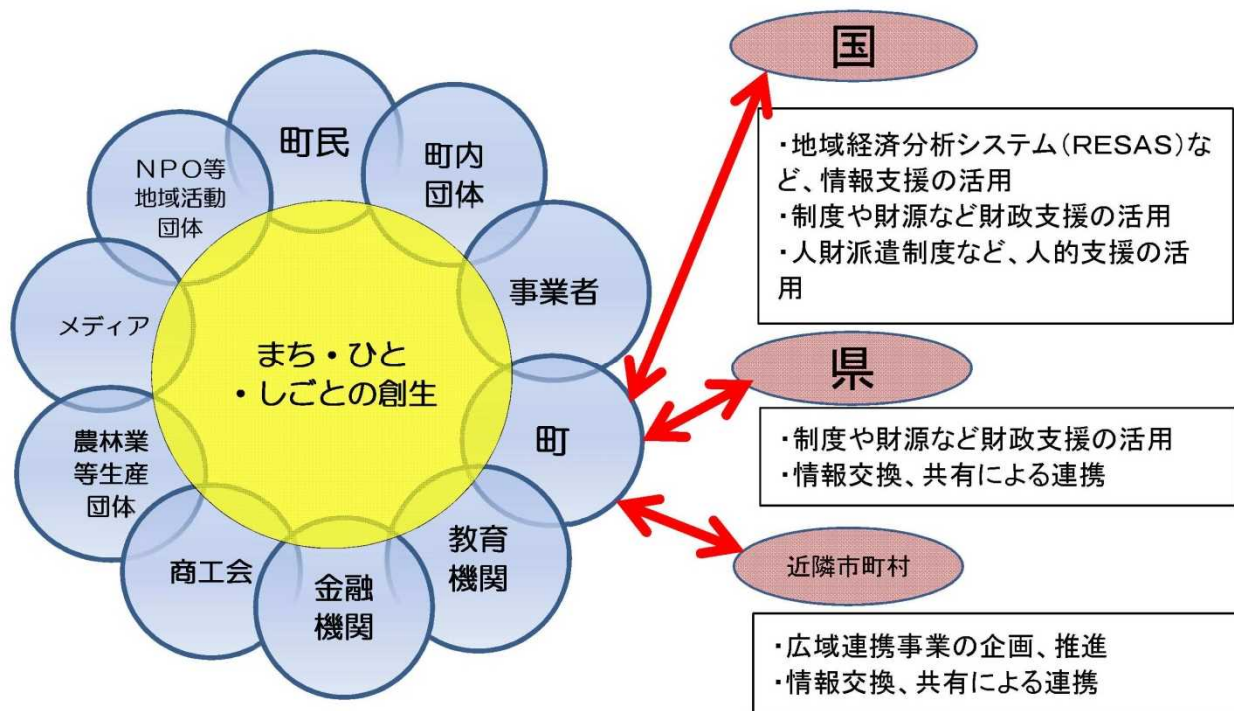 町民
町内
団体
事業者
町
教育
機関
金融
機関
商工会
農林業
等生産
団体
メディア
ＮＰＯ等
地域活動
団体
まち・ひと
・しごとの創生
国
・地域経済分析システム（ＲＥＳＡＳ）な
ど、情報支援の活用
・制度や財源など財政支援の活用
・人財派遣制度など、人的支援の活
用
県
・制度や財源など財政支援の活用
・情報交換、共有による連携
近隣市町村
・広域連携事業の企画、推進
・情報交換、共有による連携